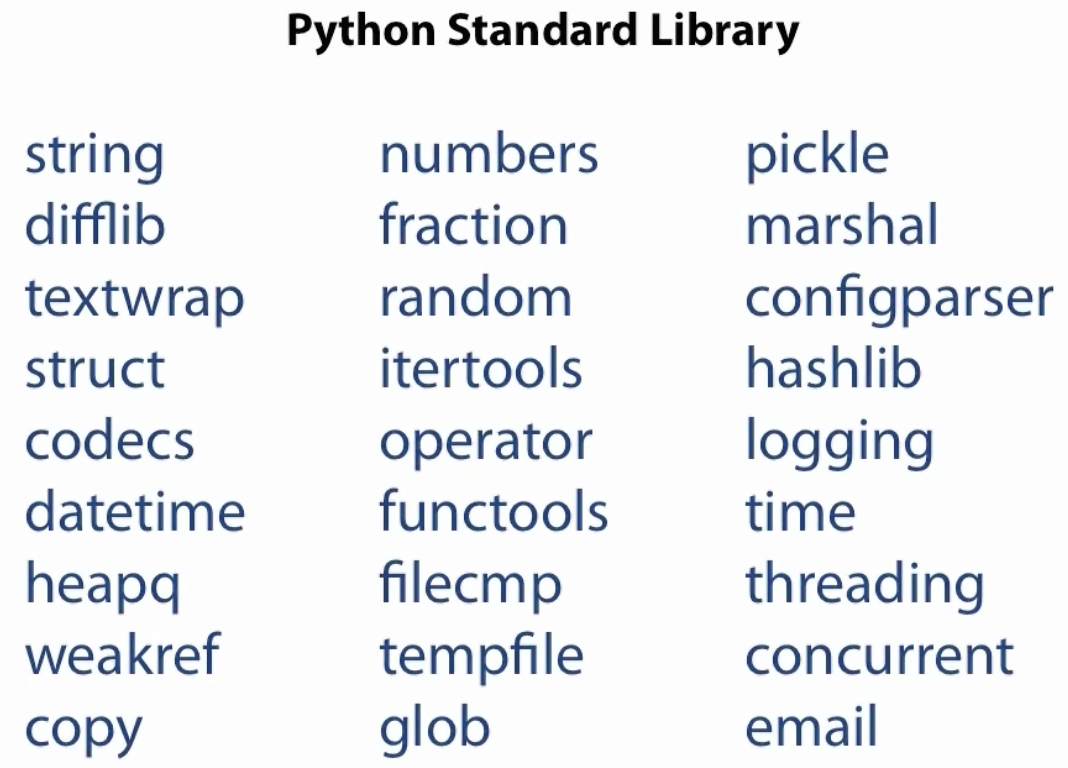 Python Standard Library
string numbers pickle
difflib fraction marshal
textwrap random configparser
struct itertools hashlib
codecs operator logging
datetime functools time
heapq filecmp threading
weakref tempfile concurrent
copy glob email